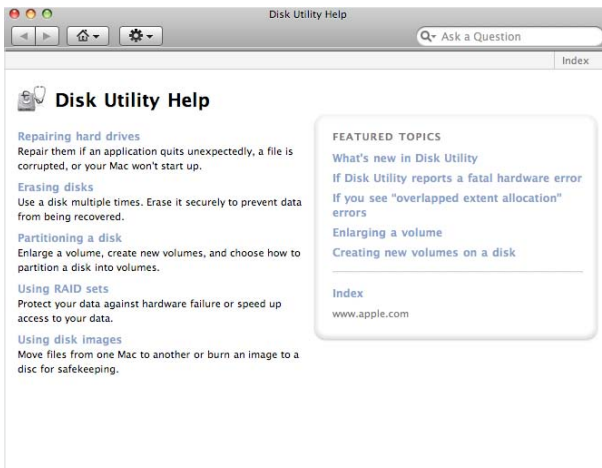 Disk Utility Help
Ask a Question
Index
Disk Utility Help
Repairing hard drives
Repair them if an application quits unexpectedly, a file is
corrupted, or your Mac won't start up.
Erasing disks
Use a disk multiple times. Erase it securely to prevent data
from being recovered.
Partitioning a disk
Enlarge a volume, create new volumes, and choose how to
partition a disk into volumes.
Using RAID sets
Protect your data against hardware failure or speed up
access to your data.
Using disk images
Move files from one Mac to another or burn an image to a
disc for safekeeping.
FEATURED TOPICS
What's new in Disk Utility
If Disk Utility reports a fatal hardware error
If you see "overlapped extent allocation"
errors
Enlarging a volume
Creating new volumes on a disk
Index
www.apple.com